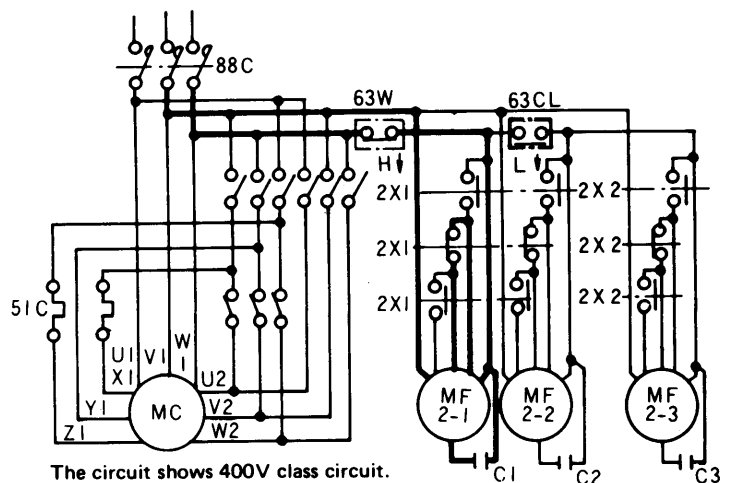 88C
63W
63CL
H
L
2X1
2X2
2X1
2X2
2X1
2X2
51C
U1
V1
W1
X1
U2
MC
Y1
V2
Z1
W2
MF
2-1
MF
2-2
MF
2-3
C1
C2
C3
The circuit shows 400V class circuit.